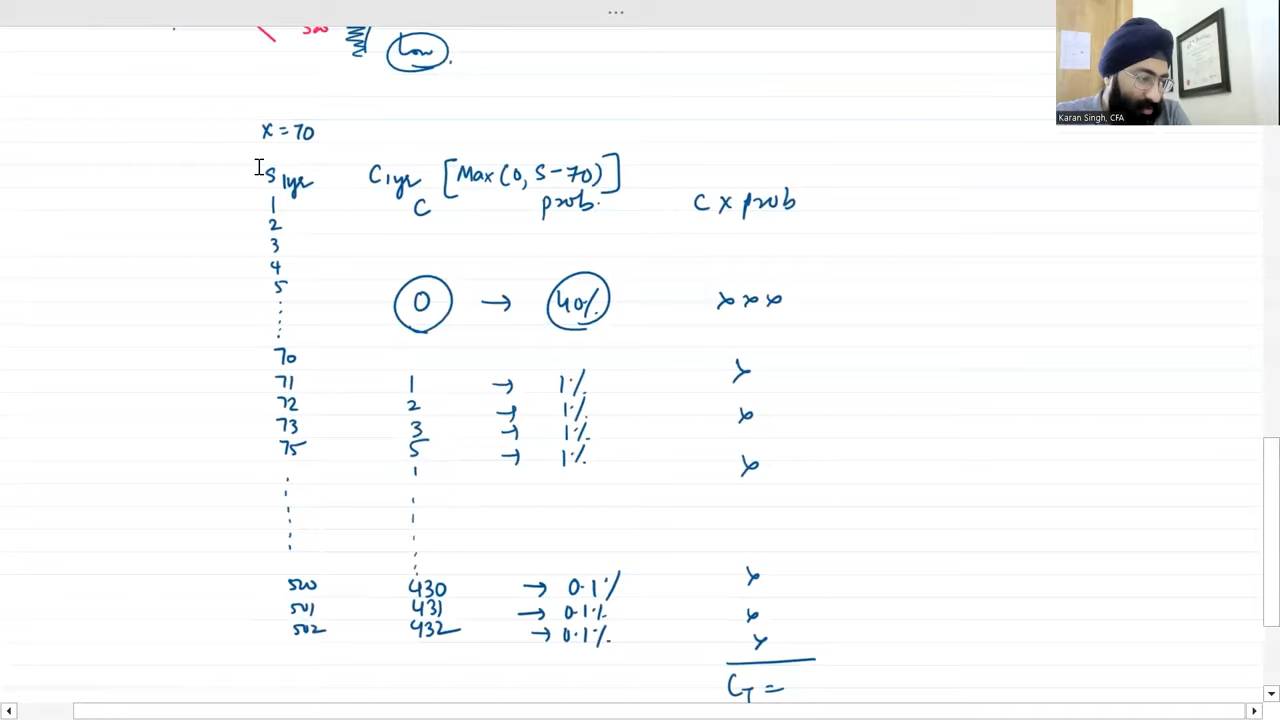 500
Low
Karan Singh, CFA
x = 70
S 1yr C 1yr [Max (0, S - 70)]
C prob. C x prob
1
2
3
4
5
0 → 40% x x x
70
71 1 → 1% x
72 2 → 1% x
73 3 → 1%
75 5 → 1% x
500 430 → 0.1% x
501 431 → 0.1% x
502 432 → 0.1% x
C_T =